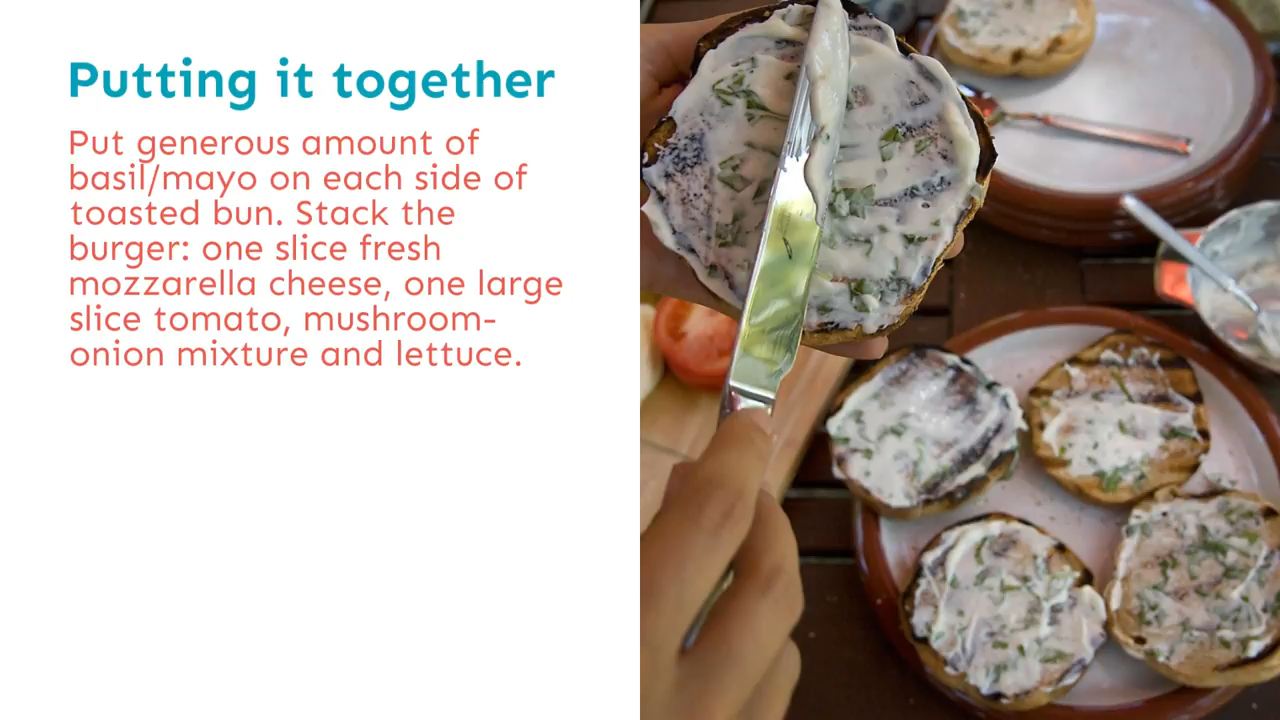 Putting it together
Put generous amount of
basil/mayo on each side of
toasted bun. Stack the
burger: one slice fresh
mozzarella cheese, one large
slice tomato, mushroom-
onion mixture and lettuce.